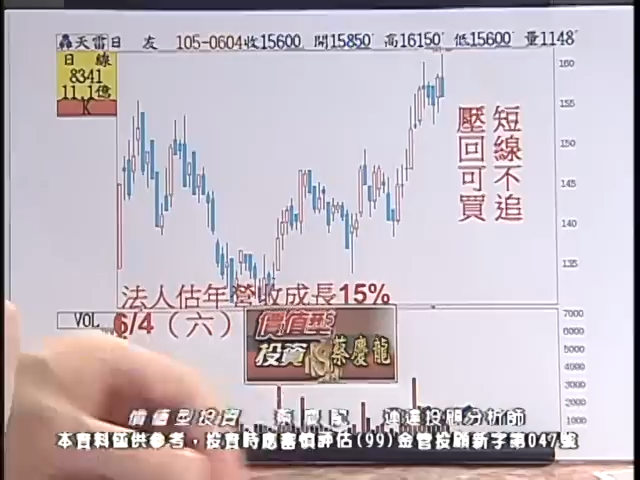 天雷日 友 105-0604收15600 開15850 高16150 低15600 量1148
日 線
8341
11.1億
K
160
155
150
145
140
135
短線不追
壓回可買
法人估年營收成長15%
VOL
6/4（六）
7000
6000
5000
4000
3000
2000
1000
價值型
投資 蔡慶龍
價值型投資 蔡慶龍 投顧分析師
本資料僅供參考，投資時應審慎評估(99)金管投顧新字第047號